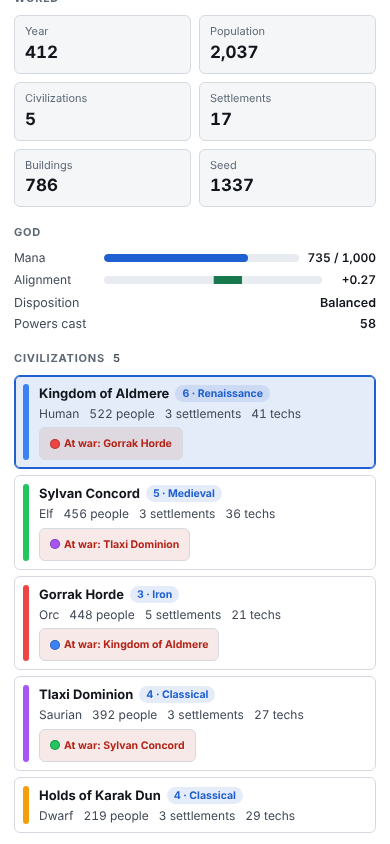 WORLD
Year
412
Population
2,037
Civilizations
5
Settlements
17
Buildings
786
Seed
1337
GOD
Mana 735 / 1,000
Alignment +0.27
Disposition Balanced
Powers cast 58
CIVILIZATIONS 5
Kingdom of Aldmere 6 · Renaissance
Human 522 people 3 settlements 41 techs
At war: Gorrak Horde
Sylvan Concord 5 · Medieval
Elf 456 people 3 settlements 36 techs
At war: Tlaxi Dominion
Gorrak Horde 3 · Iron
Orc 448 people 5 settlements 21 techs
At war: Kingdom of Aldmere
Tlaxi Dominion 4 · Classical
Saurian 392 people 3 settlements 27 techs
At war: Sylvan Concord
Holds of Karak Dun 4 · Classical
Dwarf 219 people 3 settlements 29 techs